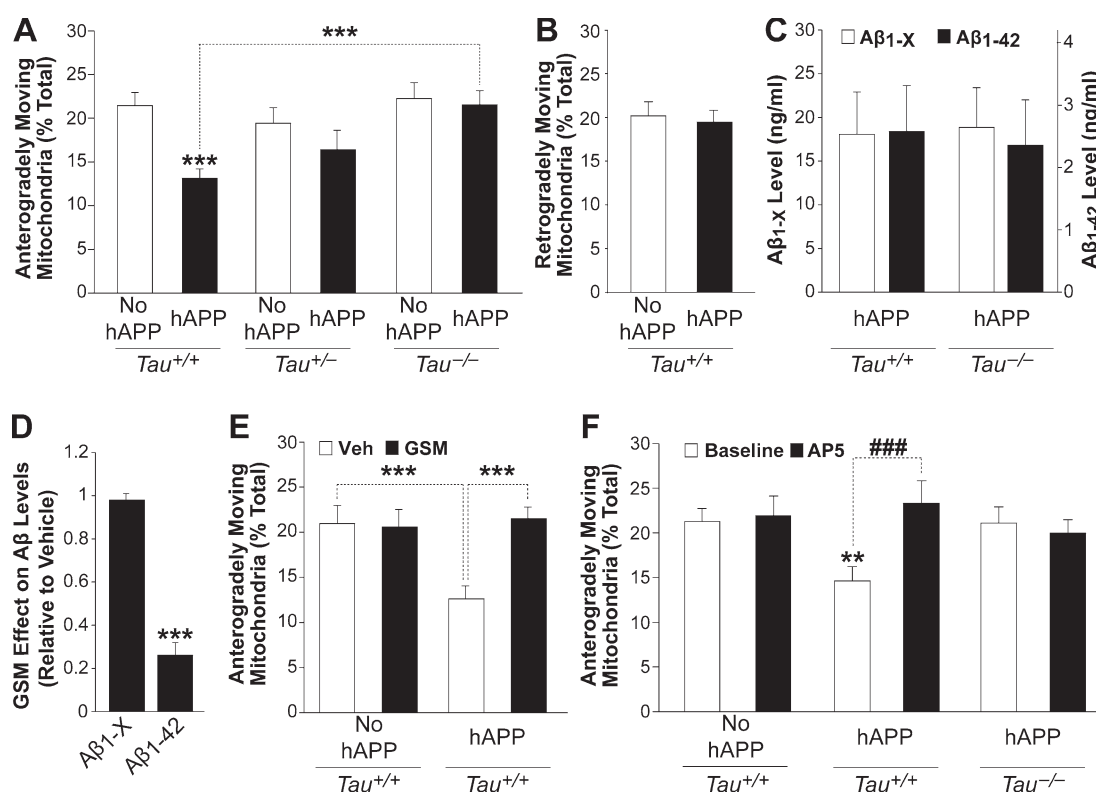 A
Anterogradely Moving
Mitochondria (% Total)
30
25
20
15
10
5
0
***
***
No
hAPP
hAPP
No
hAPP
hAPP
No
hAPP
hAPP
Tau+/+
Tau+/–
Tau–/–
B
Retrogradely Moving
Mitochondria (% Total)
30
25
20
15
10
5
0
No
hAPP
hAPP
Tau+/+
C
Aβ1-X
Aβ1-42
Aβ1-X Level (ng/ml)
30
25
20
15
10
5
0
4
3
2
1
0
Aβ1-42 Level (ng/ml)
hAPP
hAPP
Tau+/+
Tau–/–
D
GSM Effect on Aβ Levels
(Relative to Vehicle)
1.2
1
0.8
0.6
0.4
0.2
0
***
Aβ1-X
Aβ1-42
E
Anterogradely Moving
Mitochondria (% Total)
30
25
20
15
10
5
0
Veh
GSM
***
***
No
hAPP
hAPP
Tau+/+
Tau+/+
F
Anterogradely Moving
Mitochondria (% Total)
30
25
20
15
10
5
0
Baseline
AP5
###
**
No
hAPP
hAPP
hAPP
Tau+/+
Tau+/+
Tau–/–